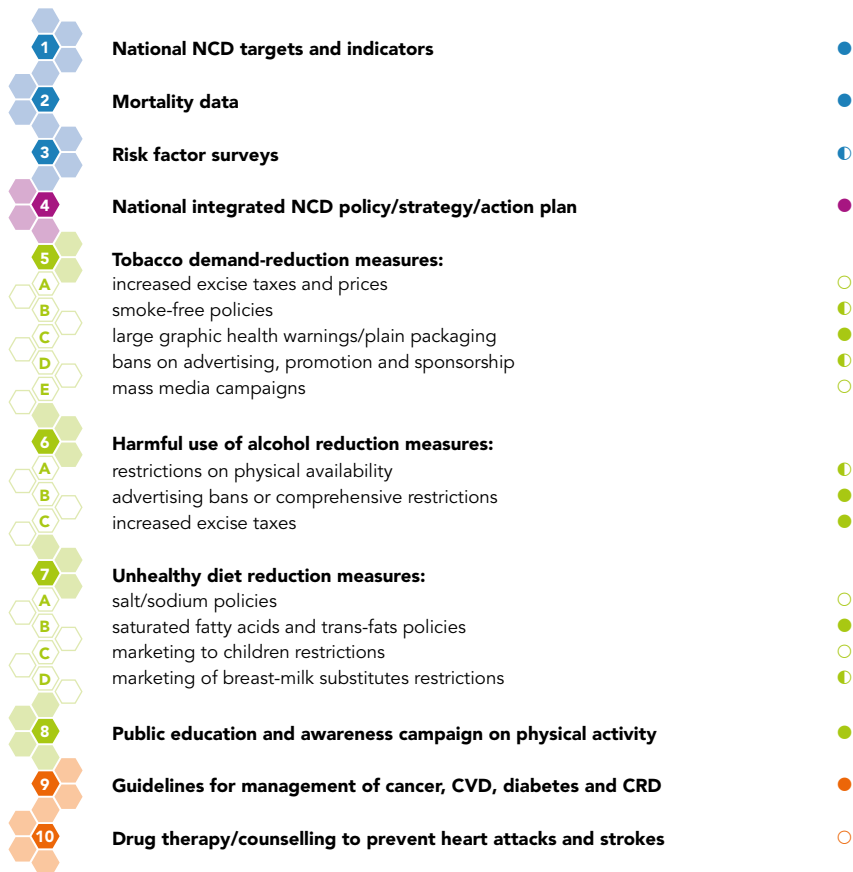 1 National NCD targets and indicators ●
2 Mortality data ●
3 Risk factor surveys ◐
4 National integrated NCD policy/strategy/action plan ●
5 Tobacco demand-reduction measures:
A increased excise taxes and prices ○
B smoke-free policies ◐
C large graphic health warnings/plain packaging ●
D bans on advertising, promotion and sponsorship ◐
E mass media campaigns ○
6 Harmful use of alcohol reduction measures:
A restrictions on physical availability ◐
B advertising bans or comprehensive restrictions ●
C increased excise taxes ●
7 Unhealthy diet reduction measures:
A salt/sodium policies ○
B saturated fatty acids and trans-fats policies ●
C marketing to children restrictions ○
D marketing of breast-milk substitutes restrictions ◐
8 Public education and awareness campaign on physical activity ●
9 Guidelines for management of cancer, CVD, diabetes and CRD ●
10 Drug therapy/counselling to prevent heart attacks and strokes ○